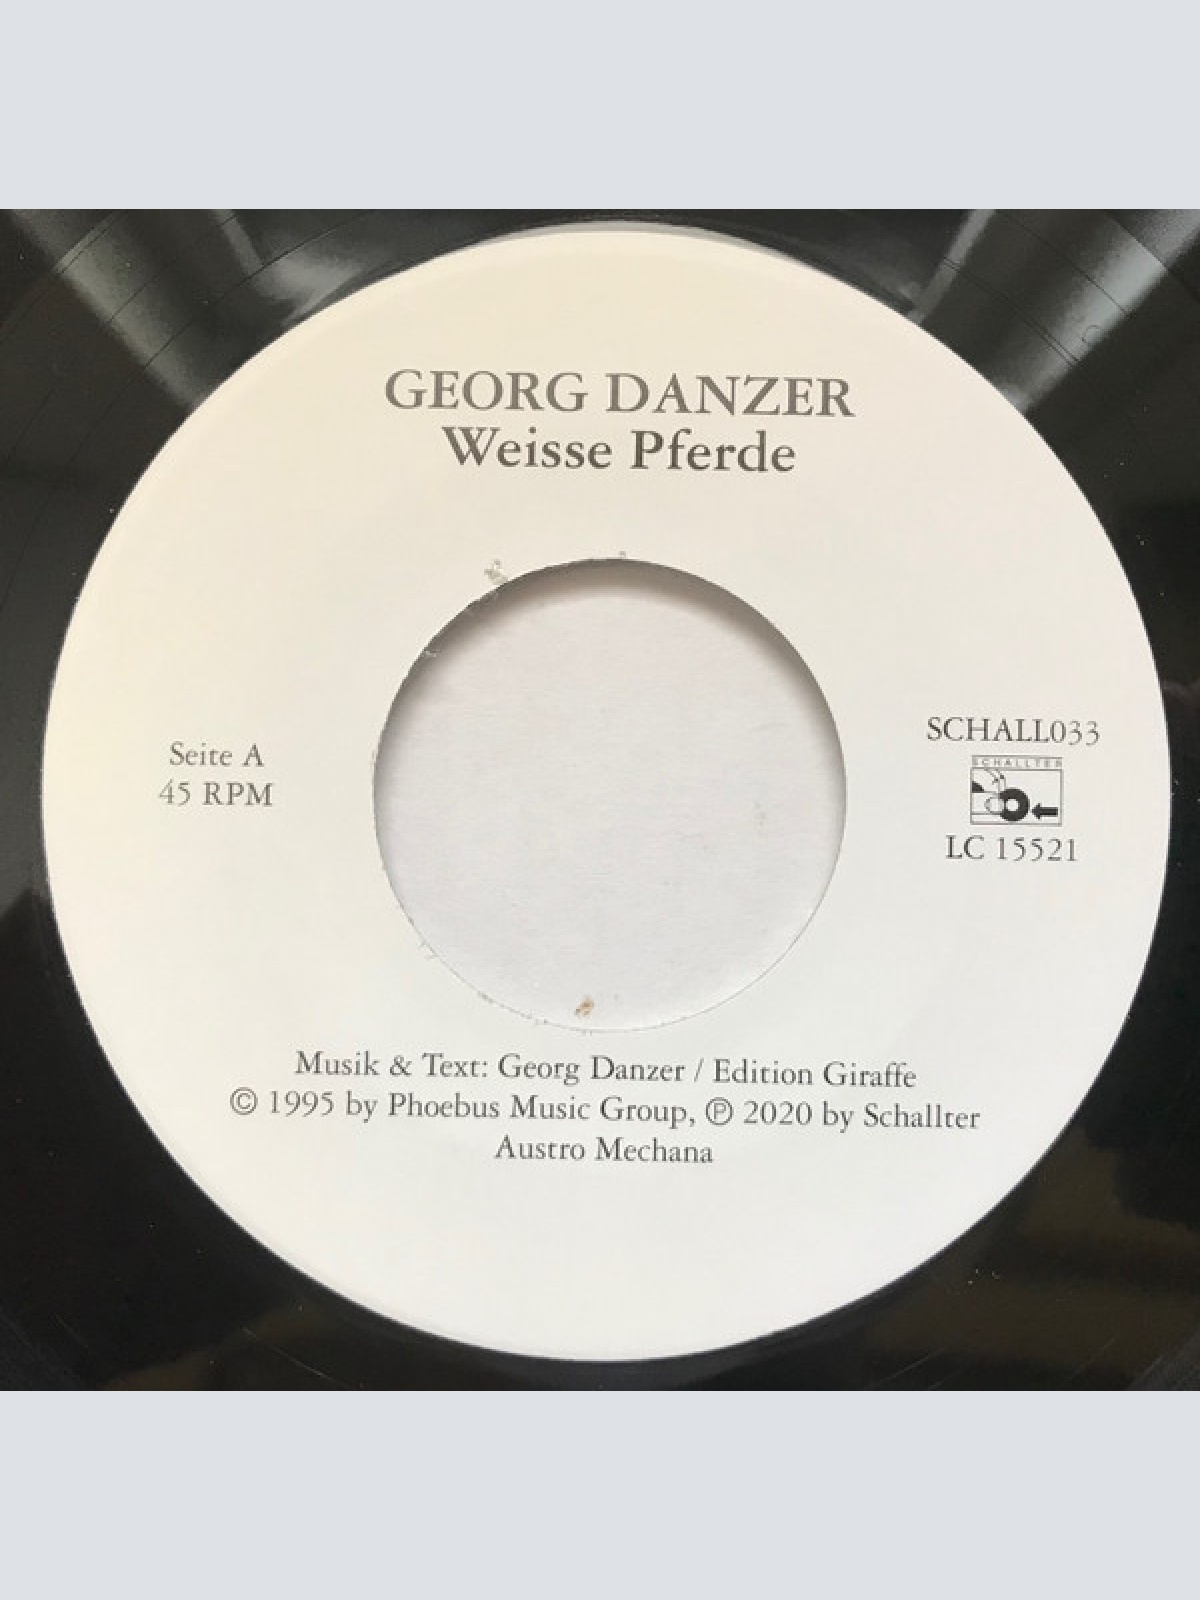 GEORG DANZER
Weisse Pferde
Seite A
45 RPM
SCHALL033
SCHALLTER
LC 15521
Musik & Text: Georg Danzer / Edition Giraffe
© 1995 by Phoebus Music Group, ℗ 2020 by Schallter
Austro Mechana